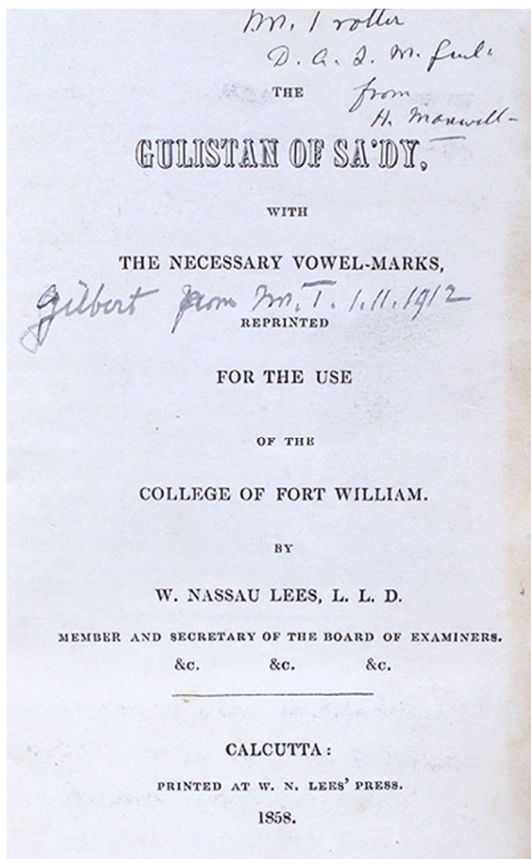 Trotter
D. A. Q. M. Genl.
THE from
H. Maxwell-
GULISTAN OF SA'DY,
WITH
THE NECESSARY VOWEL-MARKS,
Gilbert from M. T. 1.11.1912
REPRINTED
FOR THE USE
OF THE
COLLEGE OF FORT WILLIAM.
BY
W. NASSAU LEES, L. L. D.
MEMBER AND SECRETARY OF THE BOARD OF EXAMINERS.
&c. &c. &c.
CALCUTTA:
PRINTED AT W. N. LEES' PRESS.
1858.